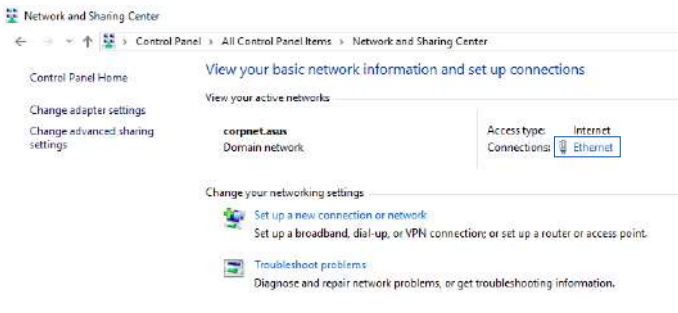 Network and Sharing Center
Control Panel > All Control Panel Items > Network and Sharing Center
Control Panel Home
View your basic network information and set up connections
Change adapter settings
View your active networks
Change advanced sharing
settings
corpnet.asus
Domain network
Access type: Internet
Connections: Ethernet
Change your networking settings
Set up a new connection or network
Set up a broadband, dial-up, or VPN connection; or set up a router or access point.
Troubleshoot problems
Diagnose and repair network problems, or get troubleshooting information.